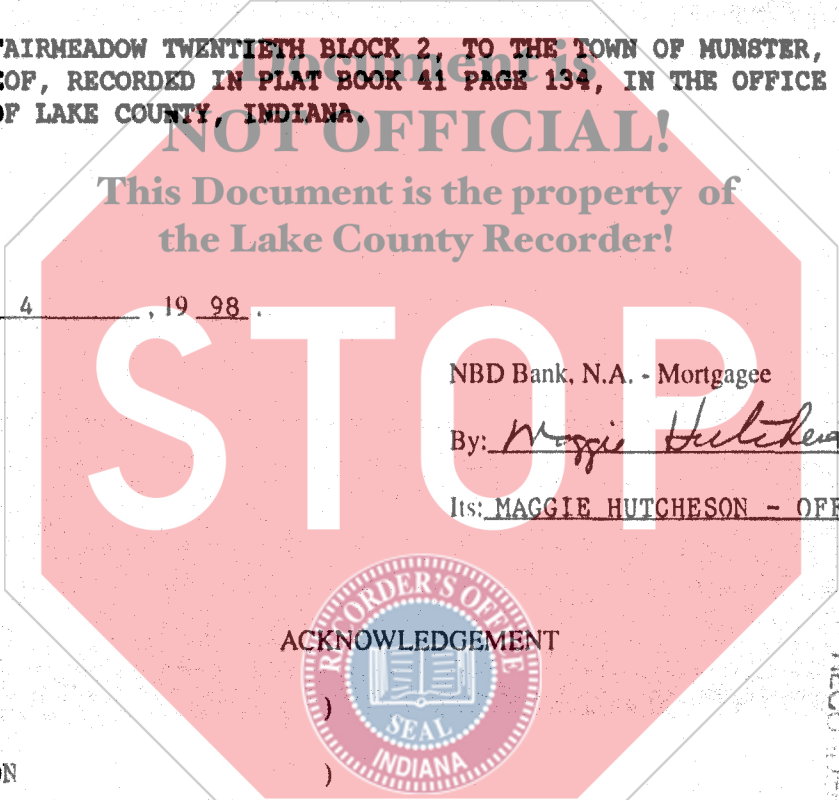 AIRMEADOW TWENTIETH BLOCK 2, TO THE TOWN OF MUNSTER,
OF, RECORDED IN PLAT BOOK 41 PAGE 134, IN THE OFFICE
OF LAKE COUNTY, INDIANA.
Document is
NOT OFFICIAL!
This Document is the property of
the Lake County Recorder!
4 , 19 98 .
STOP
NBD Bank, N.A. - Mortgagee
By: Maggie
Its: MAGGIE HUTCHESON - OFF
RECORDER'S OFFICE
ACKNOWLEDGEMENT
)
SEAL
INDIANA
ON )